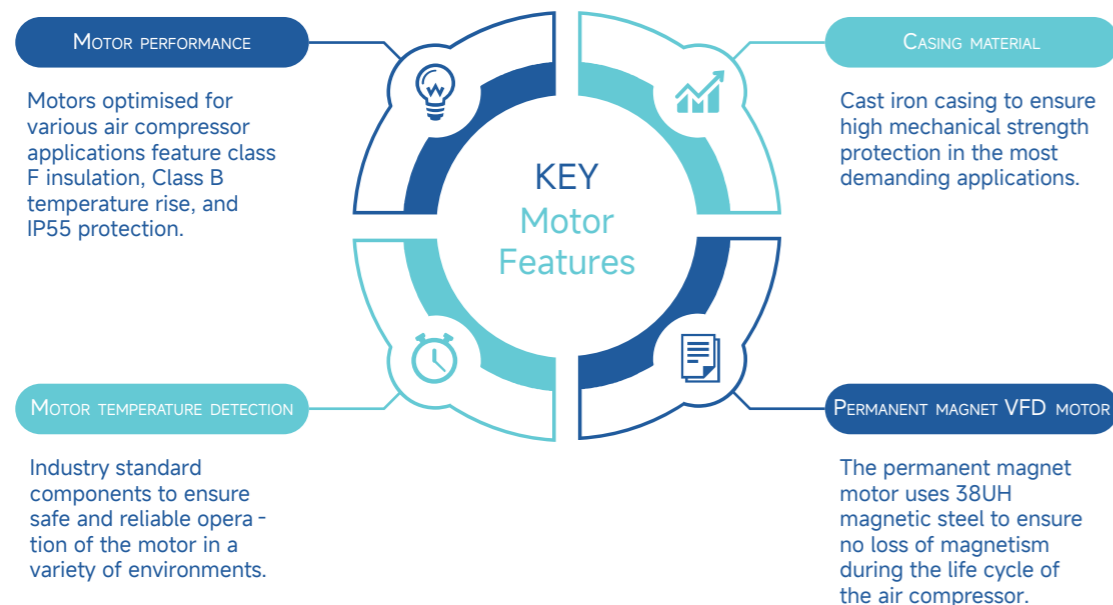 MOTOR PERFORMANCE
Motors optimised for
various air compressor
applications feature class
F insulation, Class B
temperature rise, and
IP55 protection.
CASING MATERIAL
Cast iron casing to ensure
high mechanical strength
protection in the most
demanding applications.
KEY
Motor
Features
MOTOR TEMPERATURE DETECTION
Industry standard
components to ensure
safe and reliable opera -
tion of the motor in a
variety of environments.
PERMANENT MAGNET VFD MOTOR
The permanent magnet
motor uses 38UH
magnetic steel to ensure
no loss of magnetism
during the life cycle of
the air compressor.